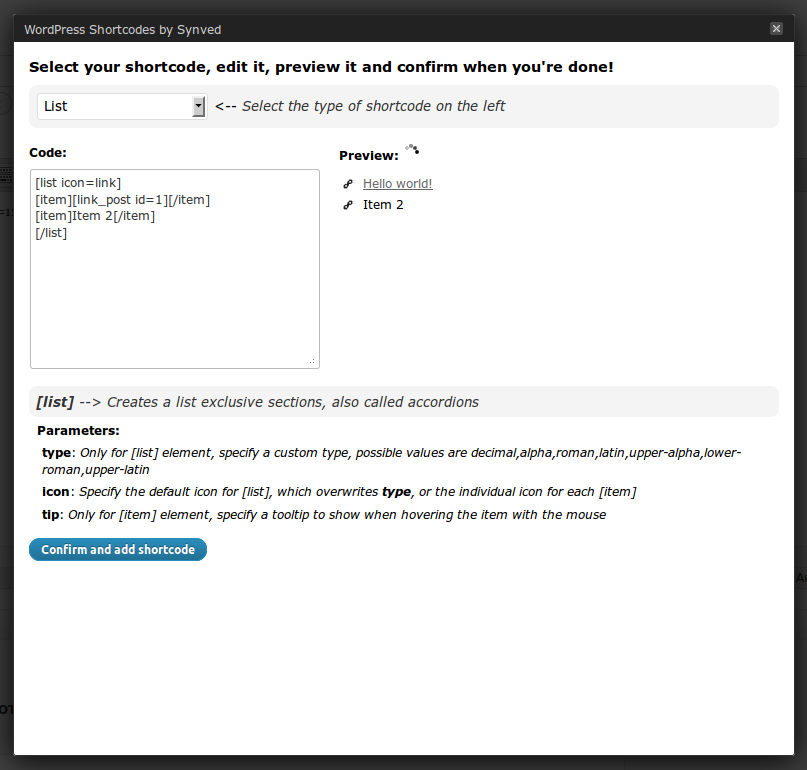 WordPress Shortcodes by Synved
Select your shortcode, edit it, preview it and confirm when you're done!
List <-- Select the type of shortcode on the left
Code:
[list icon=link]
[item][link_post id=1][/item]
[item]Item 2[/item]
[/list]
Preview:
Hello world!
Item 2
[list] --> Creates a list exclusive sections, also called accordions
Parameters:
type: Only for [list] element, specify a custom type, possible values are decimal,alpha,roman,latin,upper-alpha,lower-
roman,upper-latin
icon: Specify the default icon for [list], which overwrites type, or the individual icon for each [item]
tip: Only for [item] element, specify a tooltip to show when hovering the item with the mouse
Confirm and add shortcode